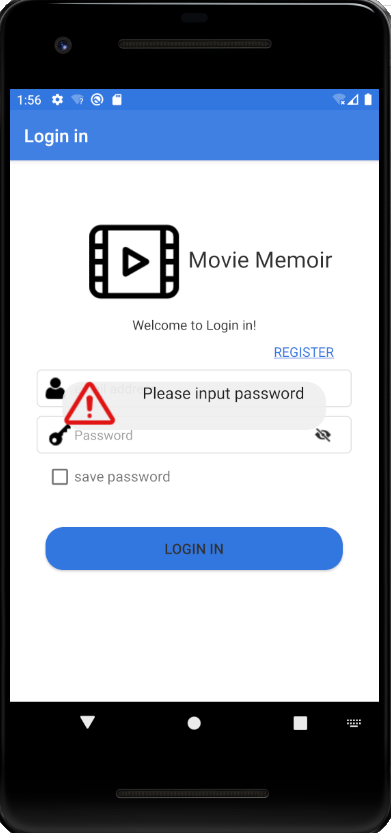 1:56
Login in
Movie Memoir
Welcome to Login in!
REGISTER
Please input password
Password
save password
LOGIN IN